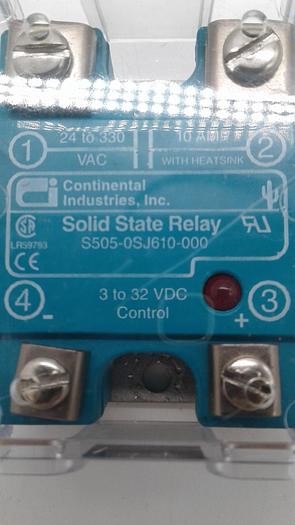 24 to 330
VAC
10 AMPS
WITH HEATSINK
1
2
Continental
Industries, Inc.
Solid State Relay
S505-0SJ610-000
LR59793
CE
4
-
3 to 32 VDC
Control
+
3